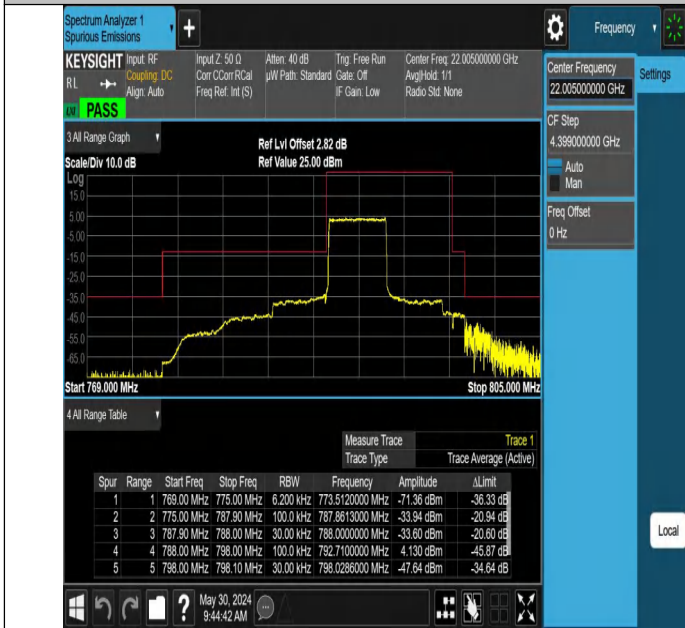 Spectrum Analyzer 1
Spurious Emissions
Frequency
KEYSIGHT Input: RF Input Z: 50 Ω Atten: 40 dB Trig: Free Run Center Freq: 22.005000000 GHz
RL Coupling: DC Corr CCorr RCal µW Path: Standard Gate: Off Avg|Hold: 1/1
Align: Auto Freq Ref: Int (S) IF Gain: Low Radio Std: None
PASS
Center Frequency
22.005000000 GHz
Settings
CF Step
4.399000000 GHz
Auto
Man
Freq Offset
0 Hz
3 All Range Graph
Ref Lvl Offset 2.82 dB
Scale/Div 10.0 dB Ref Value 25.00 dBm
Log
15.0
5.00
-5.00
-15.0
-25.0
-35.0
-45.0
-55.0
-65.0
Start 769.000 MHz Stop 805.000 MHz
4 All Range Table
Measure Trace Trace 1
Trace Type Trace Average (Active)
Spur Range Start Freq Stop Freq RBW Frequency Amplitude ΔLimit
1 1 769.00 MHz 775.00 MHz 6.200 kHz 773.5120000 MHz -71.36 dBm -36.33 dB
2 2 775.00 MHz 787.90 MHz 100.0 kHz 787.8613000 MHz -33.94 dBm -20.94 dB
3 3 787.90 MHz 788.00 MHz 30.00 kHz 788.0000000 MHz -33.60 dBm -20.60 dB
4 4 788.00 MHz 798.00 MHz 100.0 kHz 792.7100000 MHz 4.130 dBm -45.87 dB
5 5 798.00 MHz 798.10 MHz 30.00 kHz 798.0286000 MHz -47.64 dBm -34.64 dB
Local
May 30, 2024
9:44:42 AM